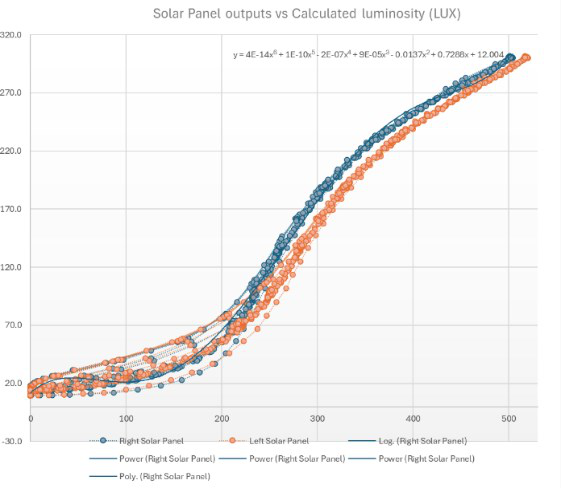 Solar Panel outputs vs Calculated luminosity (LUX)
320.0
y = 4E-14x⁶ + 1E-10x⁵ - 2E-07x⁴ + 9E-05x³ - 0.0137x² + 0.7288x + 12.004
270.0
220.0
170.0
120.0
70.0
20.0
0 100 200 300 400 500
-30.0
Right Solar Panel Left Solar Panel Log. (Right Solar Panel)
Power (Right Solar Panel) Power (Right Solar Panel) Power (Right Solar Panel)
Poly. (Right Solar Panel)